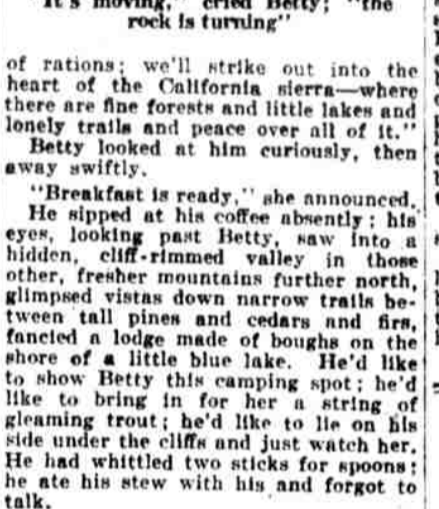 It's moving," cried Betty; "the
rock is turning"
of rations; we'll strike out into the
heart of the California sierra—where
there are fine forests and little lakes and
lonely trails and peace over all of it."
Betty looked at him curiously, then
away swiftly.
"Breakfast is ready," she announced.
He sipped at his coffee absently; his
eyes, looking past Betty, saw into a
hidden, cliff-rimmed valley in those
other, fresher mountains further north,
glimpsed vistas down narrow trails be-
tween tall pines and cedars and firs,
fancied a lodge made of boughs on the
shore of a little blue lake. He'd like
to show Betty this camping spot; he'd
like to bring in for her a string of
gleaming trout; he'd like to lie on his
side under the cliffs and just watch her.
He had whittled two sticks for spoons;
he ate his stew with his and forgot to
talk.